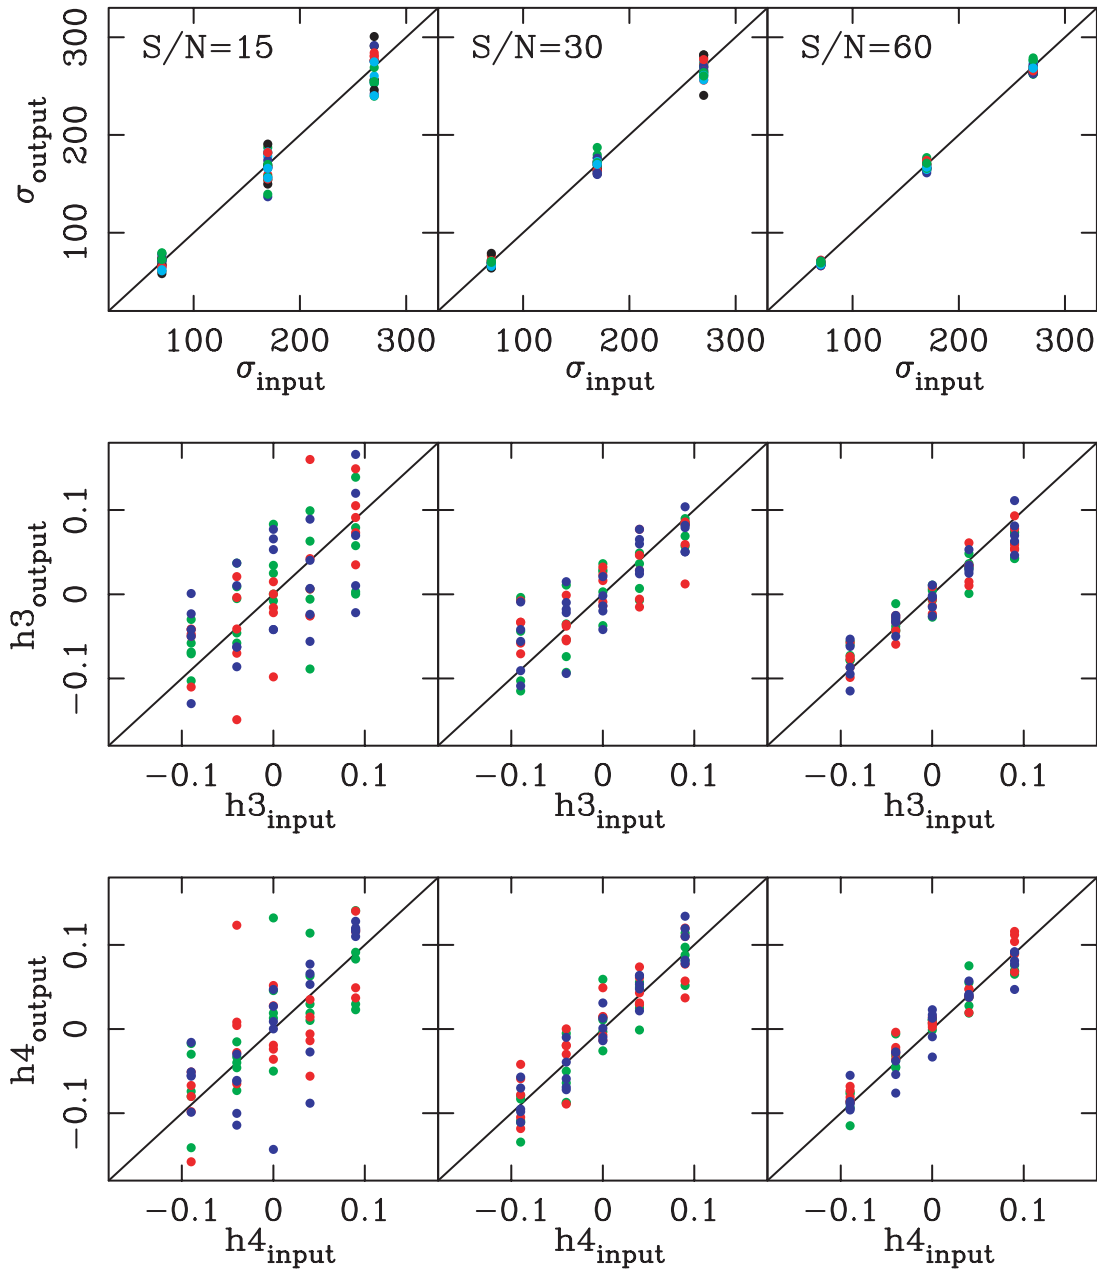 S/N=15 S/N=30 S/N=60
300
200
100
σoutput
100 200 300 100 200 300 100 200 300
σinput σinput σinput
0.1
0
−0.1
h3output
−0.1 0 0.1 −0.1 0 0.1 −0.1 0 0.1
h3input h3input h3input
0.1
0
−0.1
h4output
−0.1 0 0.1 −0.1 0 0.1 −0.1 0 0.1
h4input h4input h4input